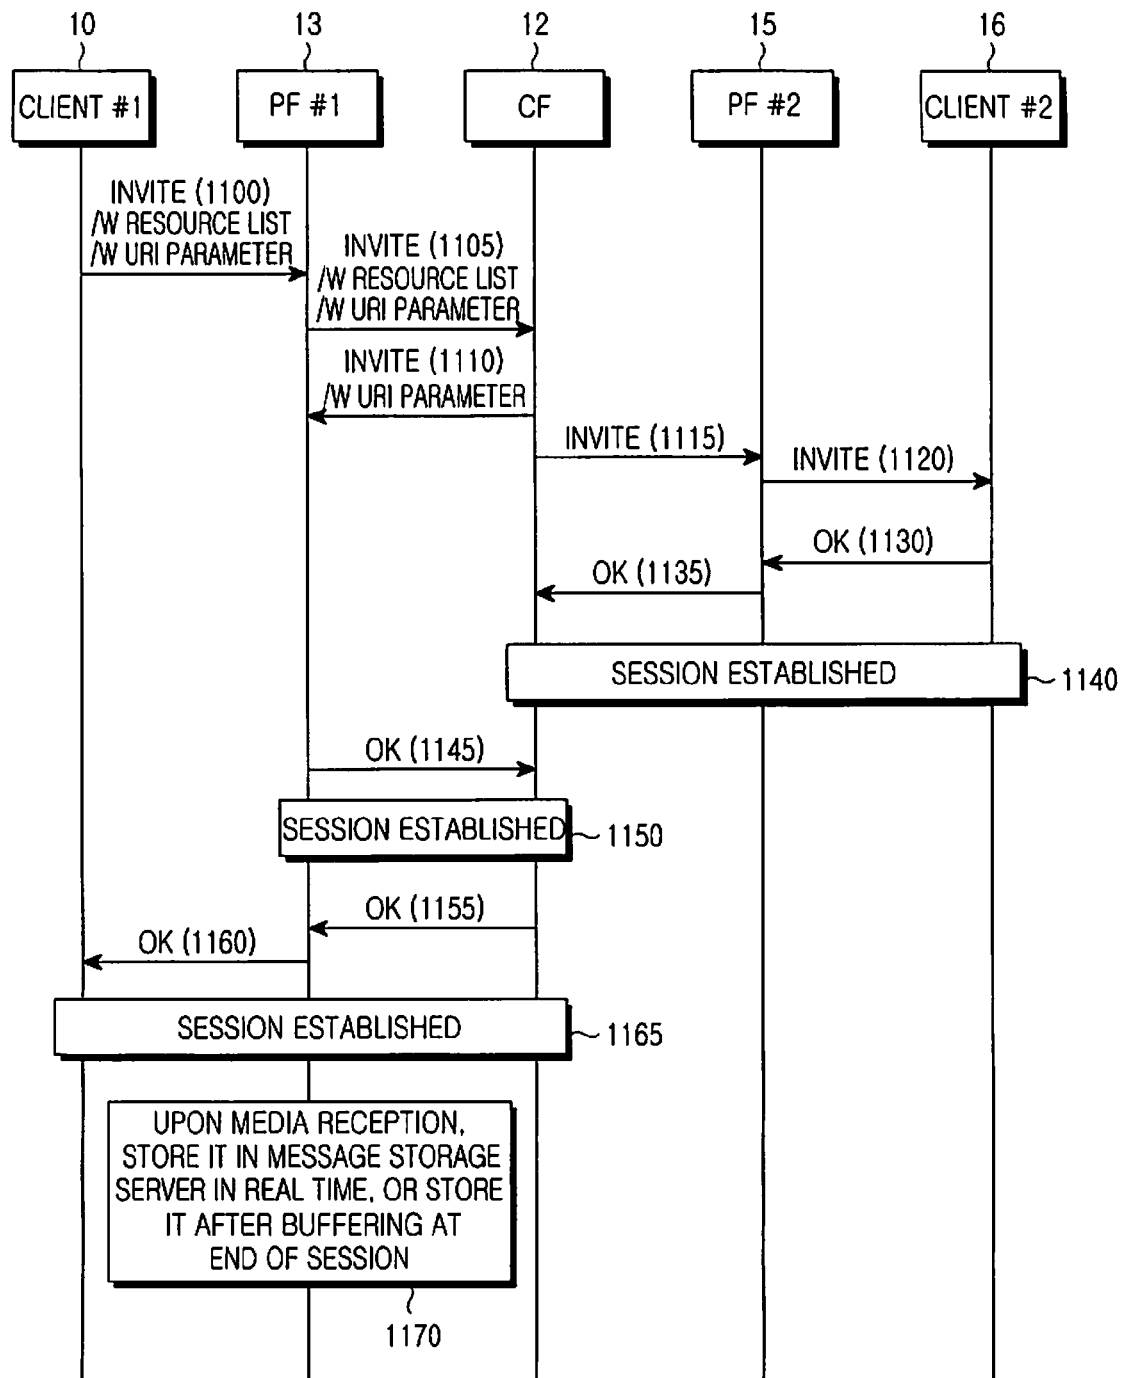 10 13 12 15 16
CLIENT #1 PF #1 CF PF #2 CLIENT #2
INVITE (1100)
/W RESOURCE LIST
/W URI PARAMETER
INVITE (1105)
/W RESOURCE LIST
/W URI PARAMETER
INVITE (1110)
/W URI PARAMETER
INVITE (1115)
INVITE (1120)
OK (1130)
OK (1135)
SESSION ESTABLISHED 1140
OK (1145)
SESSION ESTABLISHED 1150
OK (1155)
OK (1160)
SESSION ESTABLISHED 1165
UPON MEDIA RECEPTION,
STORE IT IN MESSAGE STORAGE
SERVER IN REAL TIME, OR STORE
IT AFTER BUFFERING AT
END OF SESSION
1170